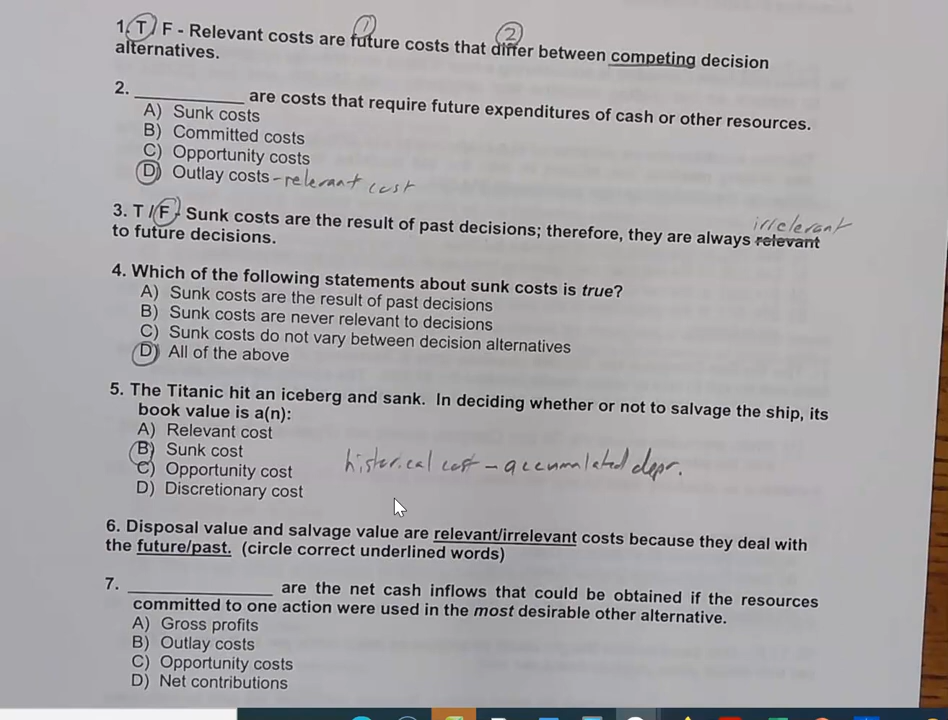 1. T / F - Relevant costs are future costs that differ between competing decision
alternatives.
1
2
2. ____________ are costs that require future expenditures of cash or other resources.
A) Sunk costs
B) Committed costs
C) Opportunity costs
D) Outlay costs - relevant cost
irrelevant
3. T / F - Sunk costs are the result of past decisions; therefore, they are always relevant
to future decisions.
4. Which of the following statements about sunk costs is true?
A) Sunk costs are the result of past decisions
B) Sunk costs are never relevant to decisions
C) Sunk costs do not vary between decision alternatives
D) All of the above
5. The Titanic hit an iceberg and sank. In deciding whether or not to salvage the ship, its
book value is a(n):
A) Relevant cost
B) Sunk cost
C) Opportunity cost
historical cost - accumulated depr.
D) Discretionary cost
6. Disposal value and salvage value are relevant/irrelevant costs because they deal with
the future/past. (circle correct underlined words)
7. ________________ are the net cash inflows that could be obtained if the resources
committed to one action were used in the most desirable other alternative.
A) Gross profits
B) Outlay costs
C) Opportunity costs
D) Net contributions